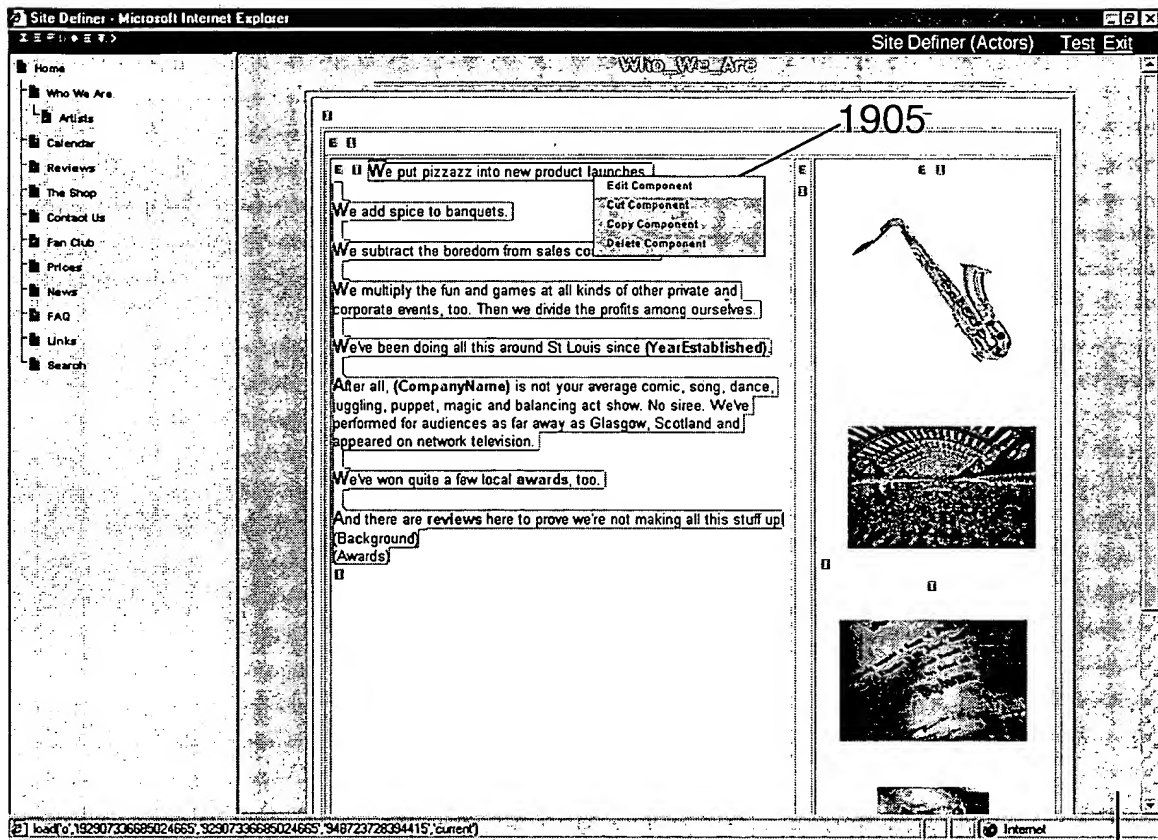 Site Definer - Microsoft Internet Explorer
Site Definer (Actors) Test Exit
Home
Who We Are
Artists
Calendar
Reviews
The Shop
Contact Us
Fan Club
Prices
News
FAQ
Links
Search
Who_We_Are
1905
I
E I
E I We put pizzazz into new product launches.
Edit Component
Cut Component
Copy Component
Delete Component
We add spice to banquets.
We subtract the boredom from sales
We multiply the fun and games at all kinds of other private and
corporate events, too. Then we divide the profits among ourselves.
We've been doing all this around St Louis since (YearEstablished).
After all, (CompanyName) is not your average comic, song, dance,
juggling, puppet, magic and balancing act show. No siree. We've
performed for audiences as far away as Glasgow, Scotland and
appeared on network television.
We've won quite a few local awards, too.
And there are reviews here to prove we're not making all this stuff up!
(Background)
(Awards)
I
E
I
E I
I
I
load('o','1929073366850246​65','92907336685024665','948723728394415','current')
Internet